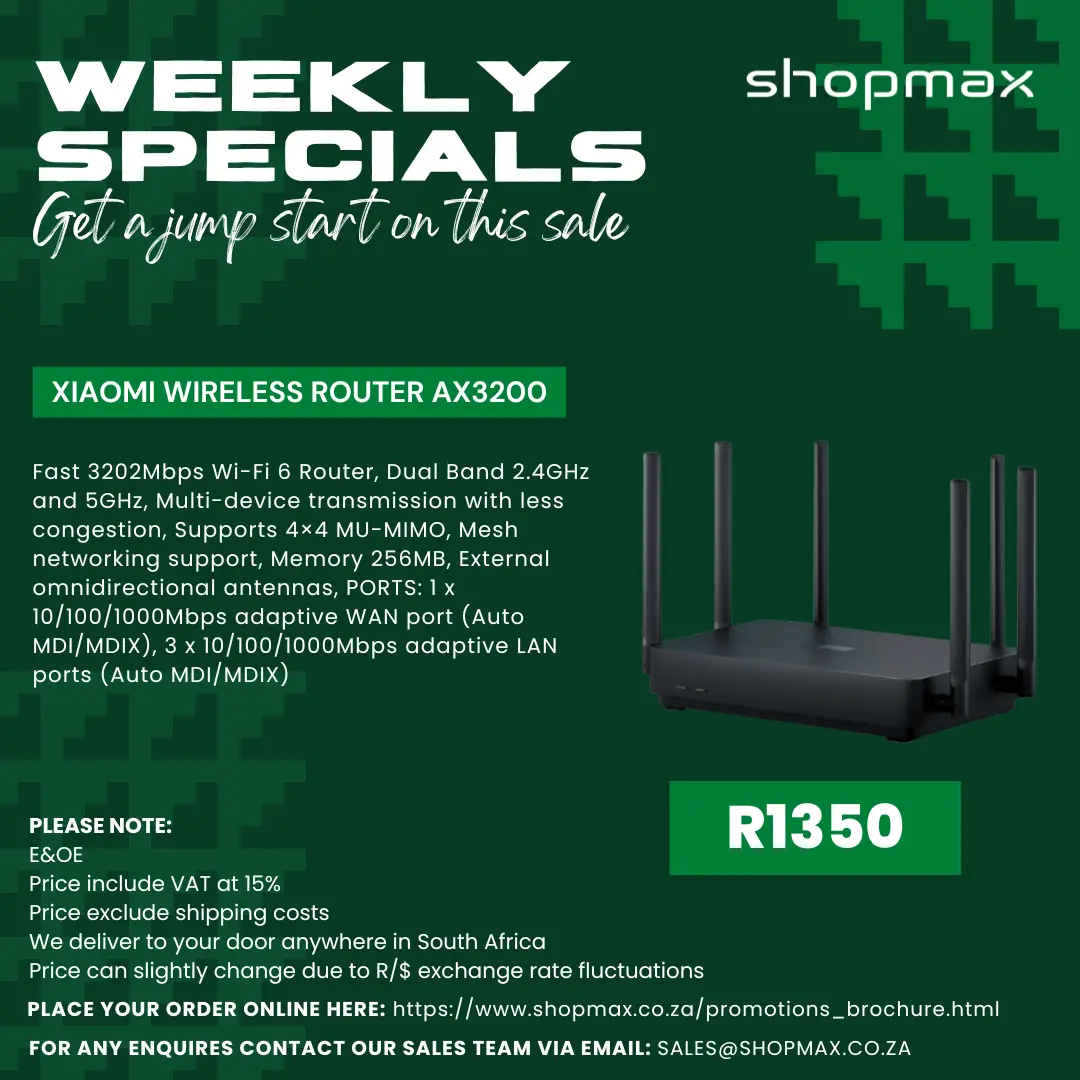 WEEKLY
SPECIALS
Get a jump start on this sale
shopmax
XIAOMI WIRELESS ROUTER AX3200
Fast 3202Mbps Wi-Fi 6 Router, Dual Band 2.4GHz
and 5GHz, Multi-device transmission with less
congestion, Supports 4×4 MU-MIMO, Mesh
networking support, Memory 256MB, External
omnidirectional antennas, PORTS: 1 x
10/100/1000Mbps adaptive WAN port (Auto
MDI/MDIX), 3 x 10/100/1000Mbps adaptive LAN
ports (Auto MDI/MDIX)
R1350
PLEASE NOTE:
E&OE
Price include VAT at 15%
Price exclude shipping costs
We deliver to your door anywhere in South Africa
Price can slightly change due to R/$ exchange rate fluctuations
PLACE YOUR ORDER ONLINE HERE: https://www.shopmax.co.za/promotions_brochure.html
FOR ANY ENQUIRES CONTACT OUR SALES TEAM VIA EMAIL: SALES@SHOPMAX.CO.ZA